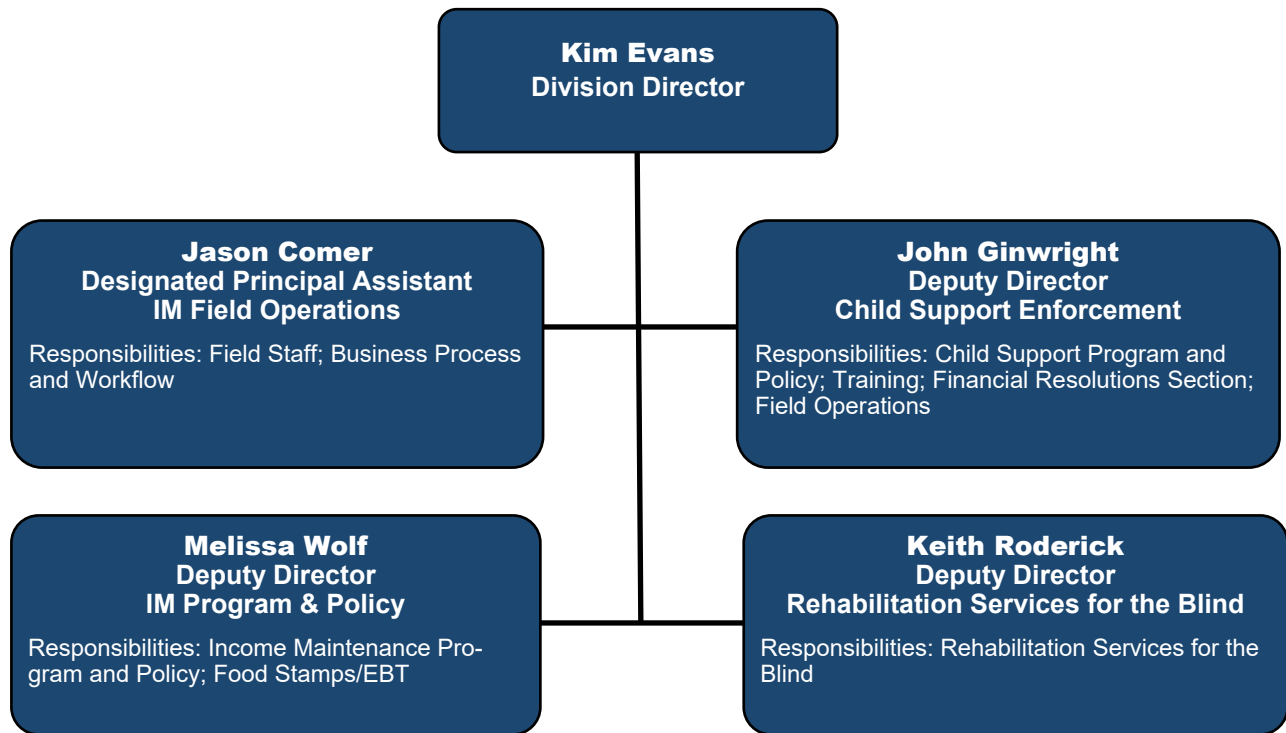 Kim Evans
Division Director
Jason Comer
Designated Principal Assistant
IM Field Operations
Responsibilities: Field Staff; Business Process
and Workflow
John Ginwright
Deputy Director
Child Support Enforcement
Responsibilities: Child Support Program and
Policy; Training; Financial Resolutions Section;
Field Operations
Melissa Wolf
Deputy Director
IM Program & Policy
Responsibilities: Income Maintenance Pro-
gram and Policy; Food Stamps/EBT
Keith Roderick
Deputy Director
Rehabilitation Services for the Blind
Responsibilities: Rehabilitation Services for the
Blind